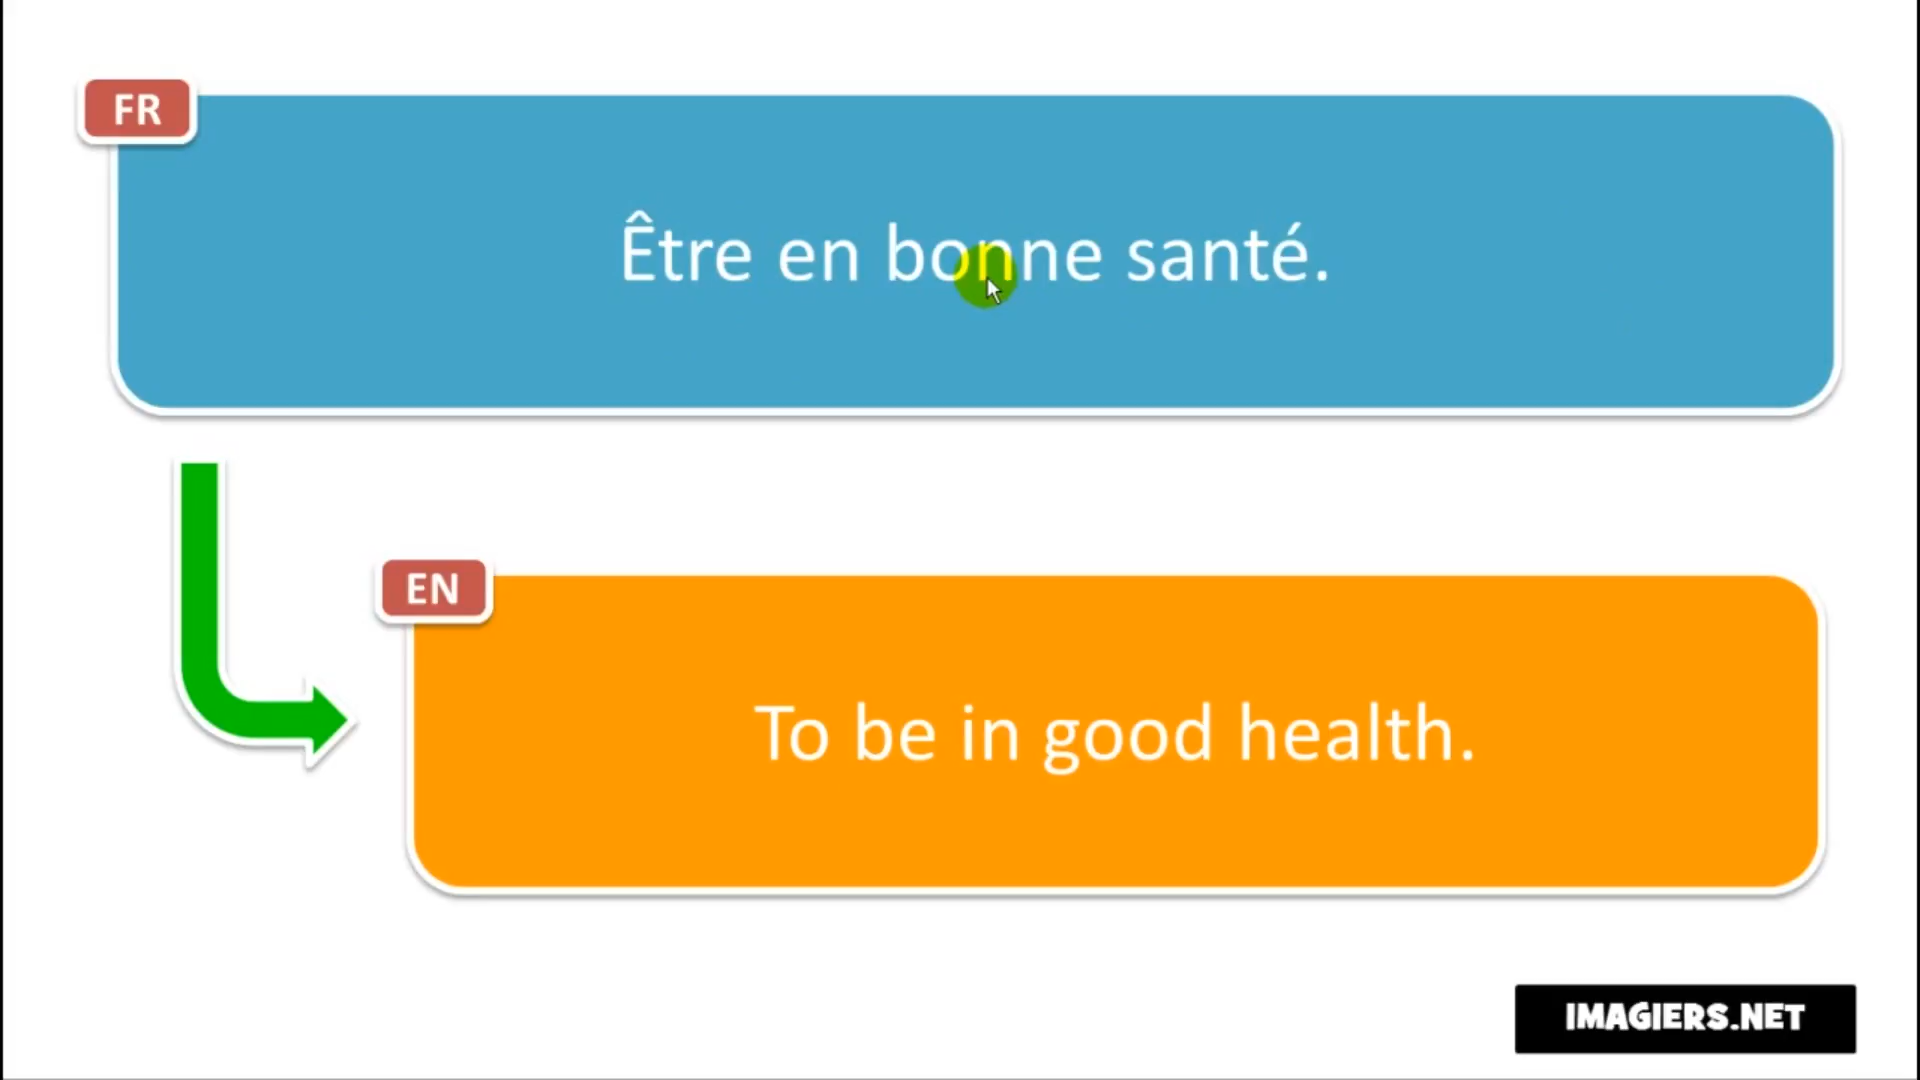 FR
Être en bonne santé.
EN
To be in good health.
IMAGIERS.NET